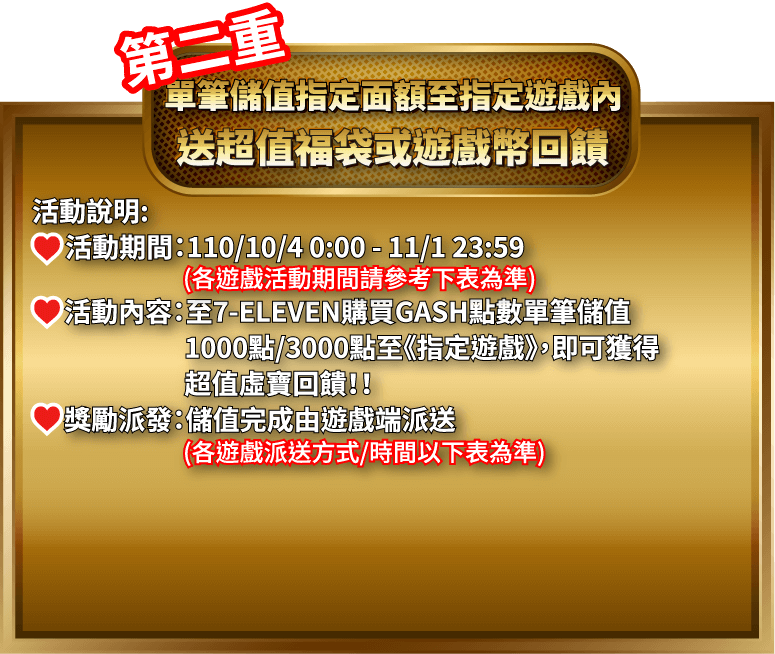 第二重
單筆儲值指定面額至指定遊戲內
送超值福袋或遊戲幣回饋
活動說明:
活動期間：110/10/4 0:00 - 11/1 23:59
(各遊戲活動期間請參考下表為準)
活動內容：至7-ELEVEN購買GASH點數單筆儲值
1000點/3000點至《指定遊戲》，即可獲得
超值虛寶回饋！！
獎勵派發：儲值完成由遊戲端派送
(各遊戲派送方式/時間以下表為準)